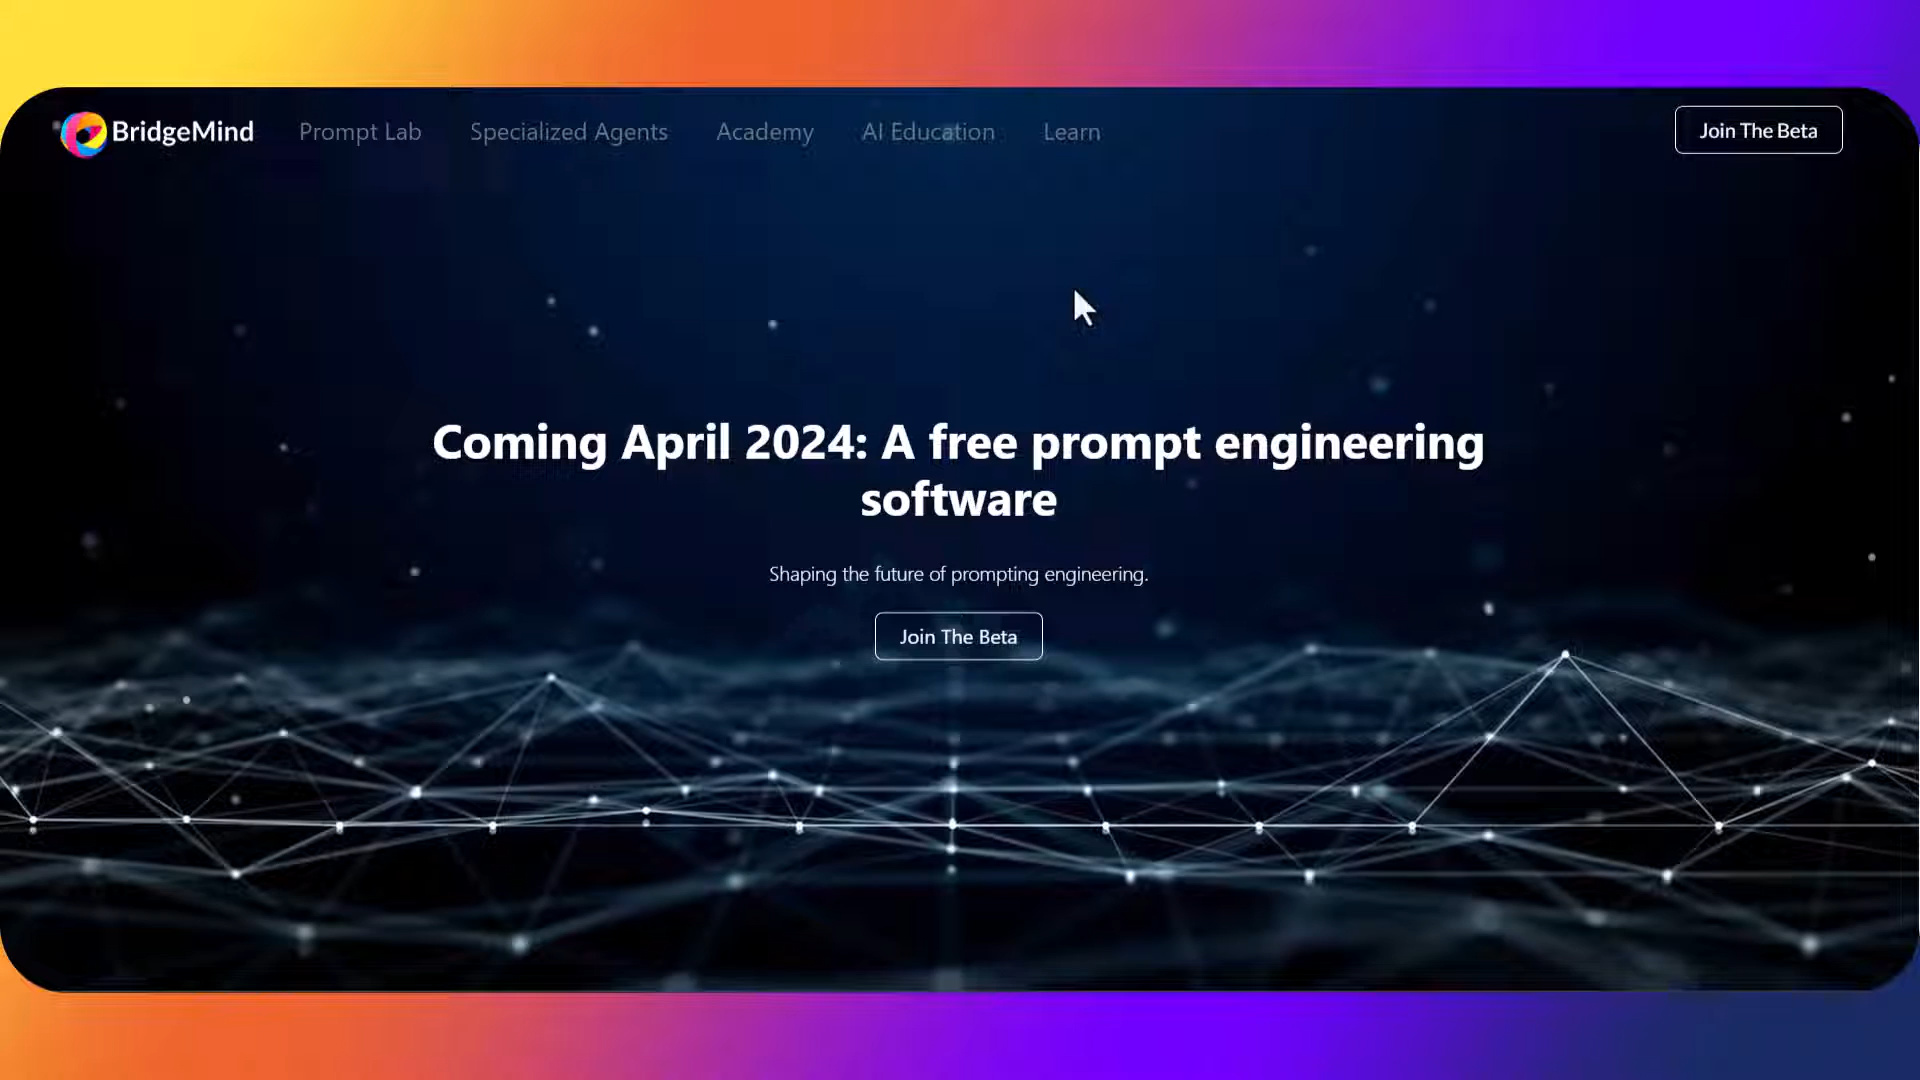 BridgeMind Prompt Lab Specialized Agents Academy AI Education Learn Join The Beta
Coming April 2024: A free prompt engineering
software
Shaping the future of prompting engineering.
Join The Beta